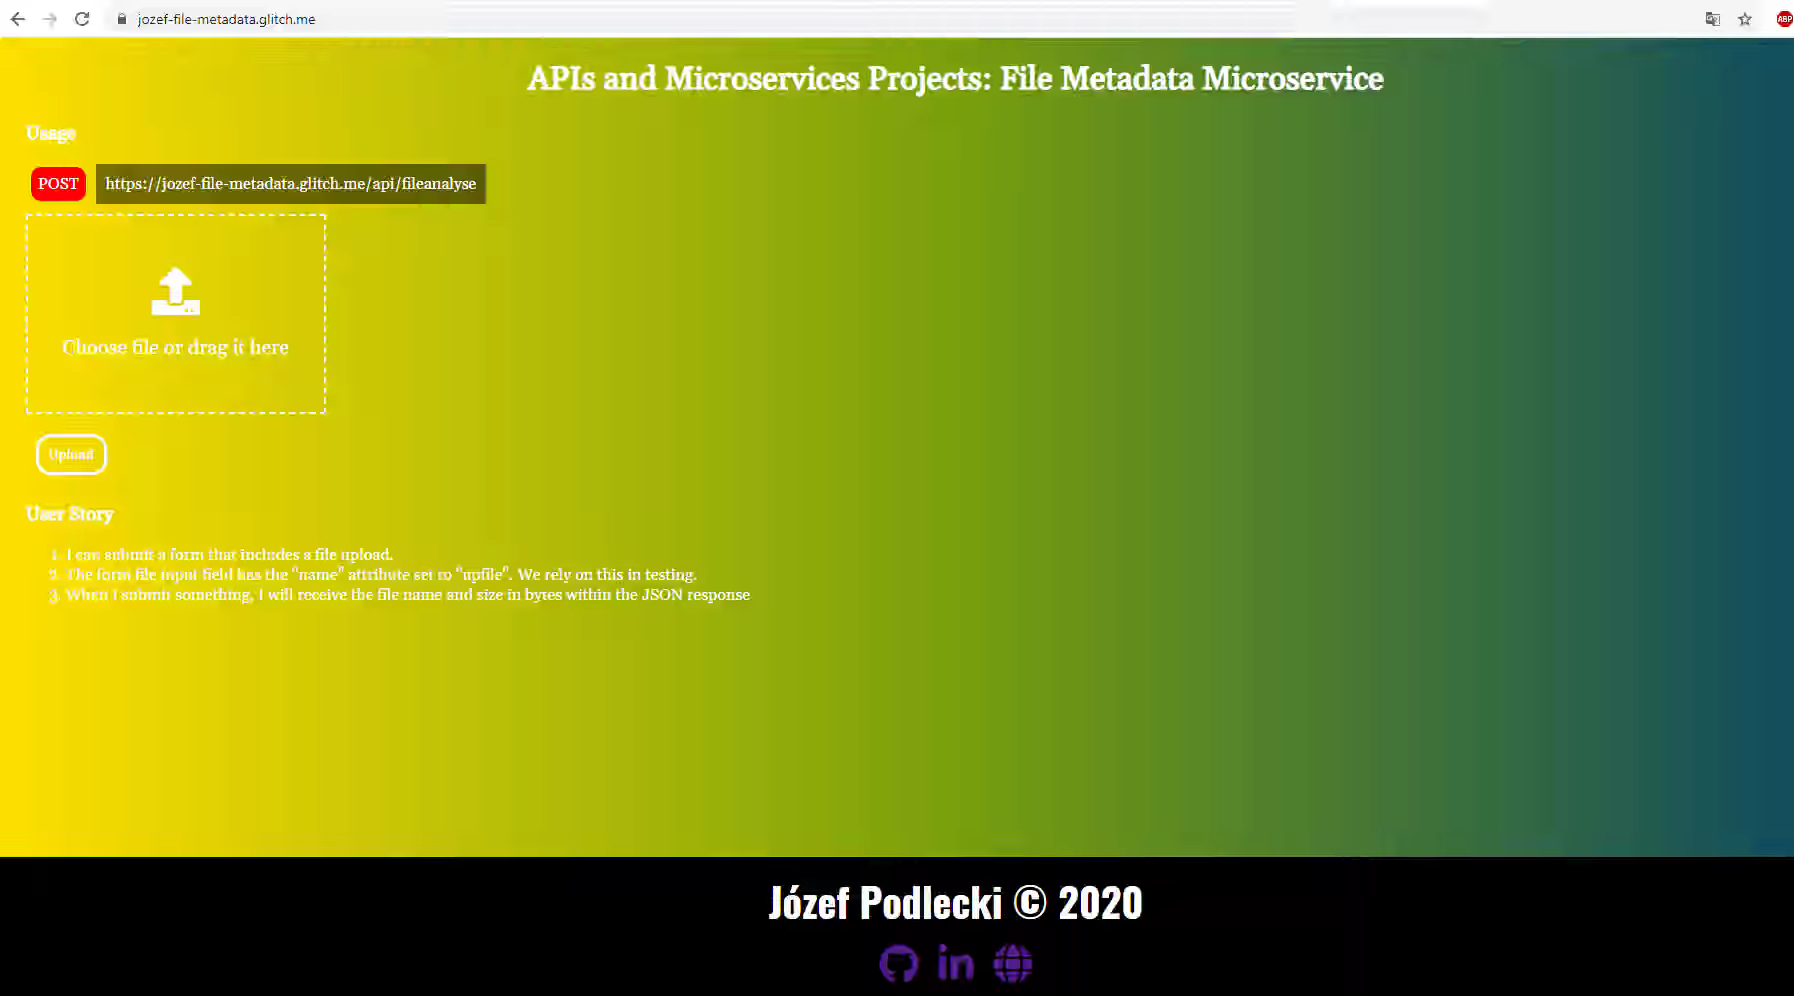 jozef-file-metadata.glitch.me
ABP
APIs and Microservices Projects: File Metadata Microservice
Usage
POST https://jozef-file-metadata.glitch.me/api/fileanalyse
Choose file or drag it here
Upload
User Story
1. I can submit a form that includes a file upload.
2. The form file input field has the "name" attribute set to "upfile". We rely on this in testing.
3. When I submit something, I will receive the file name and size in bytes within the JSON response
Józef Podlecki © 2020
in